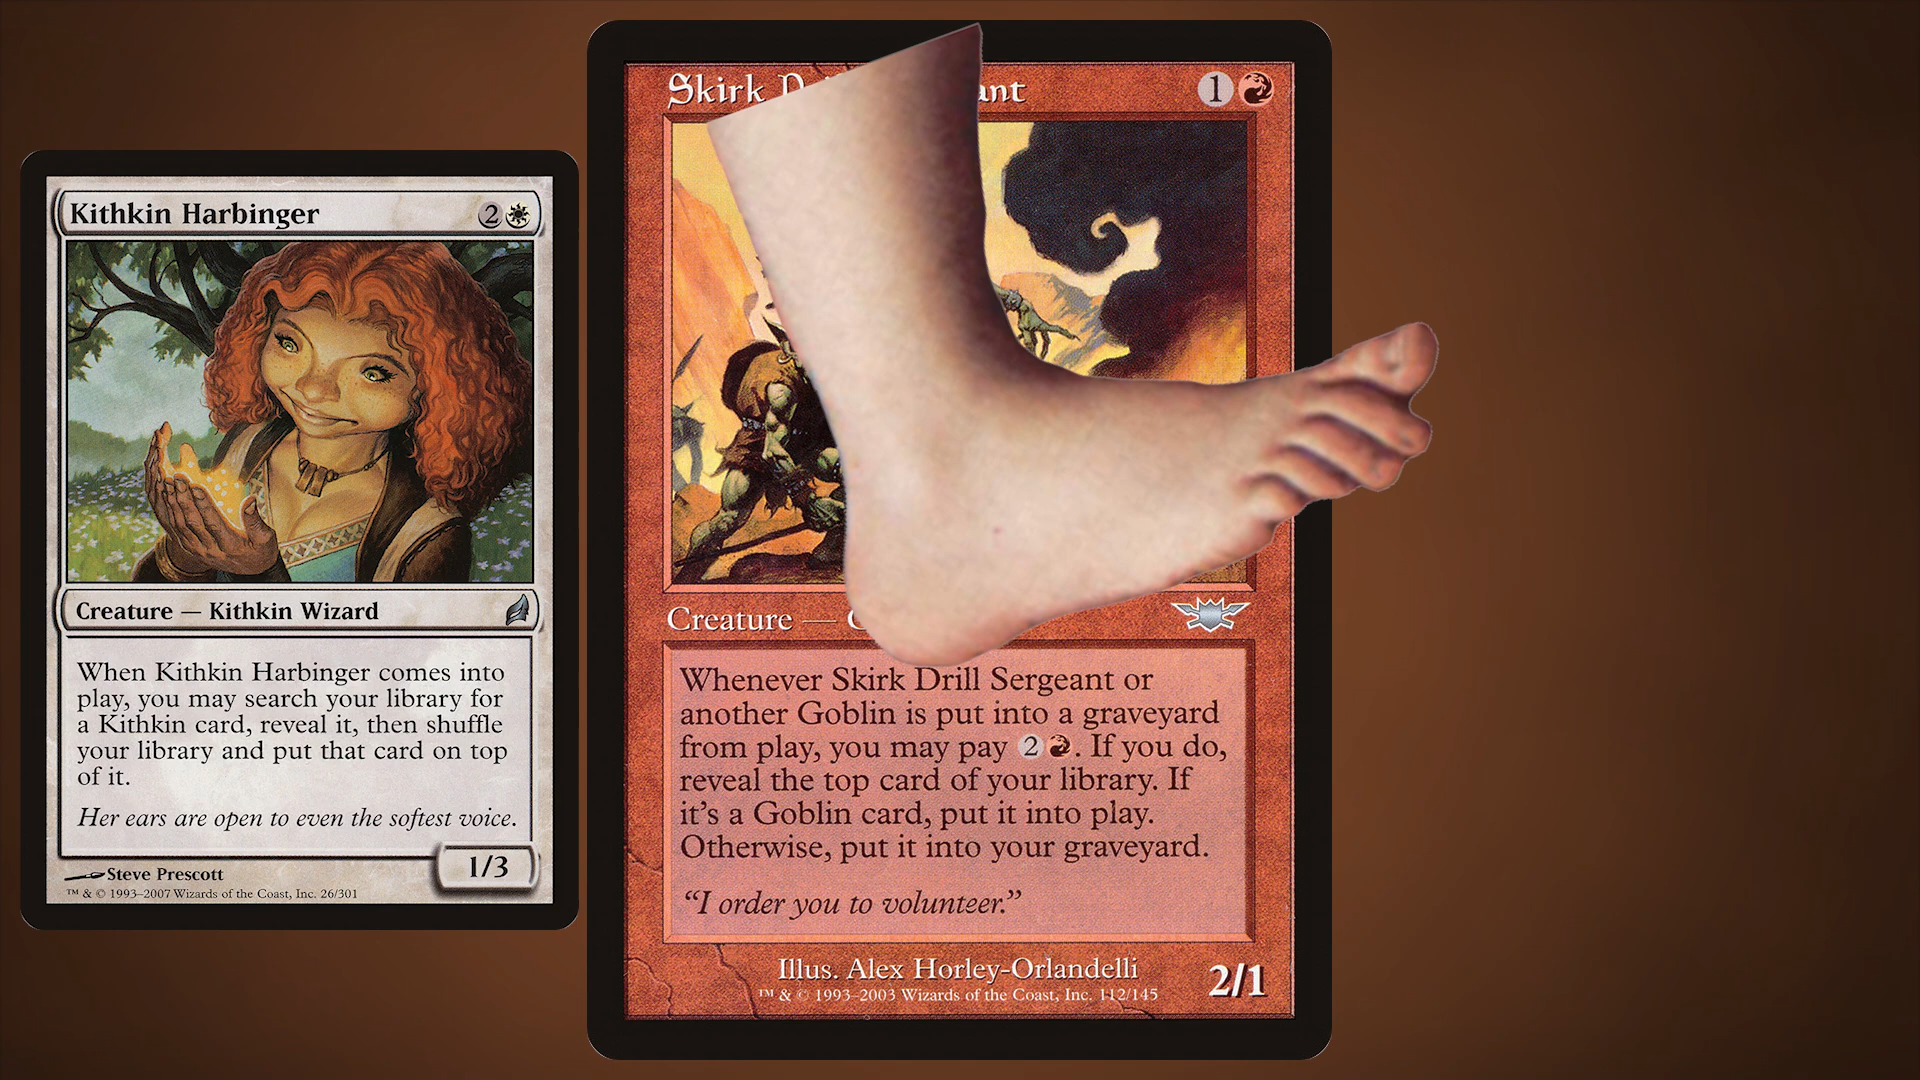 Kithkin Harbinger 2
Creature — Kithkin Wizard
When Kithkin Harbinger comes into
play, you may search your library for
a Kithkin card, reveal it, then shuffle
your library and put that card on top
of it.
Her ears are open to even the softest voice.
1/3
Steve Prescott
™ & © 1993–2007 Wizards of the Coast, Inc. 26/301
Skirk 1
Creature —
Whenever Skirk Drill Sergeant or
another Goblin is put into a graveyard
from play, you may pay 2 . If you do,
reveal the top card of your library. If
it's a Goblin card, put it into play.
Otherwise, put it into your graveyard.
“I order you to volunteer.”
Illus. Alex Horley-Orlandelli
™ & © 1993–2003 Wizards of the Coast, Inc. 112/145
2/1